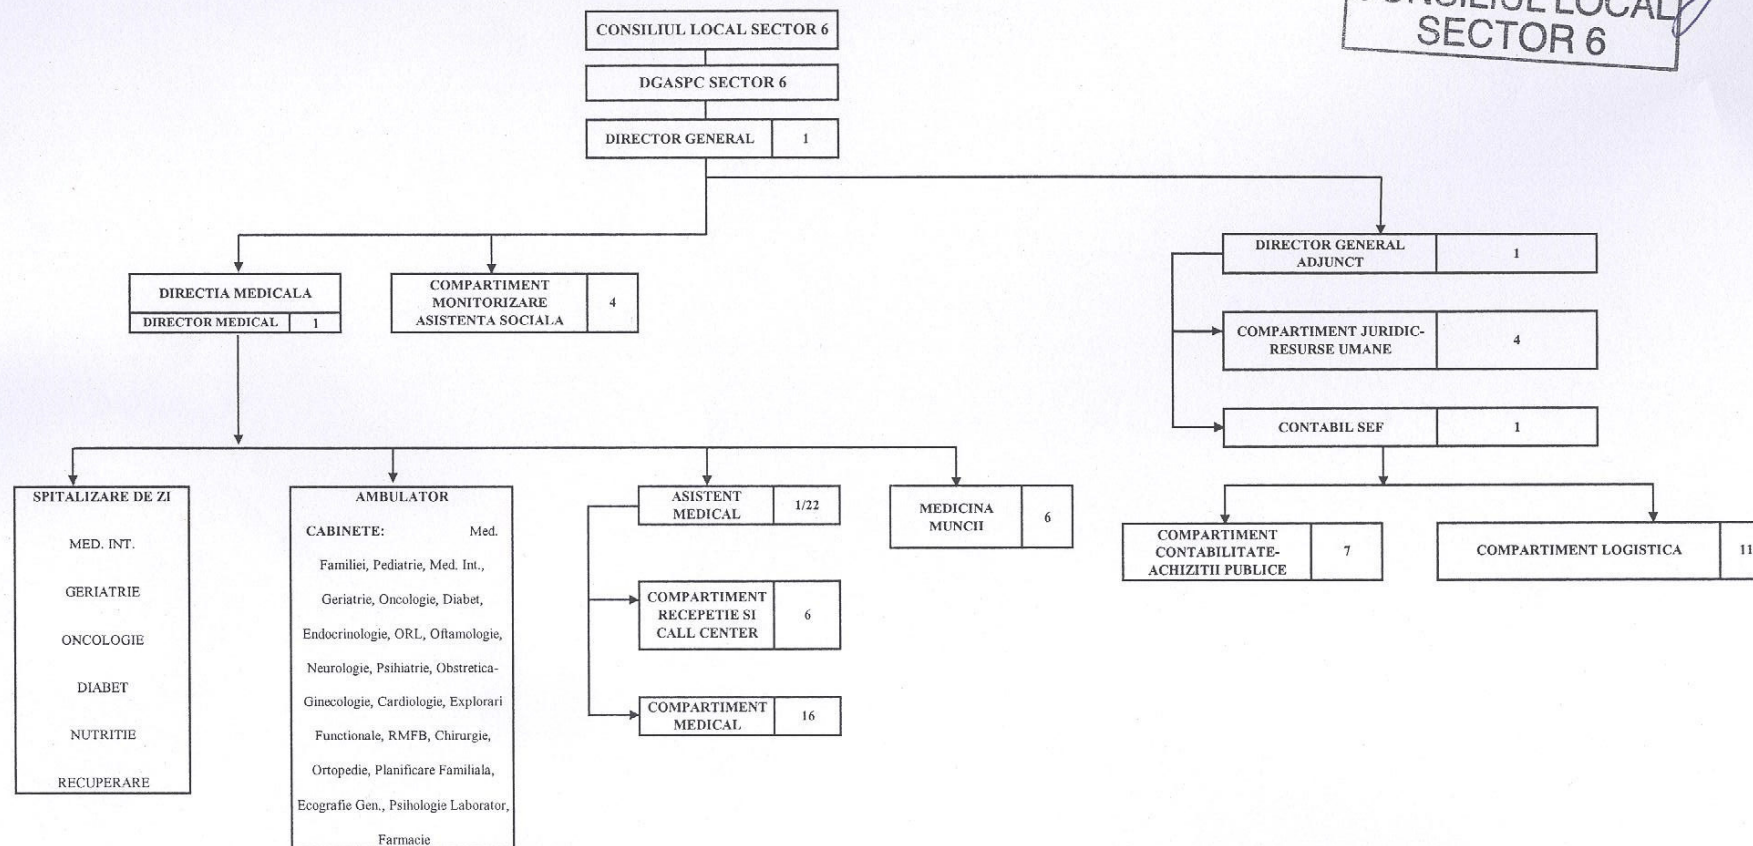 CONSILIUL LOCAL
SECTOR 6
CONSILIUL LOCAL SECTOR 6
DGASPC SECTOR 6
DIRECTOR GENERAL 1
DIRECTIA MEDICALA
DIRECTOR MEDICAL 1
COMPARTIMENT
MONITORIZARE
ASISTENTA SOCIALA
4
DIRECTOR GENERAL
ADJUNCT
1
COMPARTIMENT JURIDIC-
RESURSE UMANE
4
CONTABIL SEF 1
SPITALIZARE DE ZI
MED. INT.
GERIATRIE
ONCOLOGIE
DIABET
NUTRITIE
RECUPERARE
AMBULATOR
CABINETE: Med.
Familiei, Pediatrie, Med. Int.,
Geriatrie, Oncologie, Diabet,
Endocrinologie, ORL, Oftamologie,
Neurologie, Psihiatrie, Obstretica-
Ginecologie, Cardiologie, Explorari
Functionale, RMFB, Chirurgie,
Ortopedie, Planificare Familiala,
Ecografie Gen., Psihologie Laborator,
Farmacie
ASISTENT
MEDICAL
1/22
COMPARTIMENT
RECEPETIE SI
CALL CENTER
6
COMPARTIMENT
MEDICAL
16
MEDICINA
MUNCII
6
COMPARTIMENT
CONTABILITATE-
ACHIZITII PUBLICE
7
COMPARTIMENT LOGISTICA 11